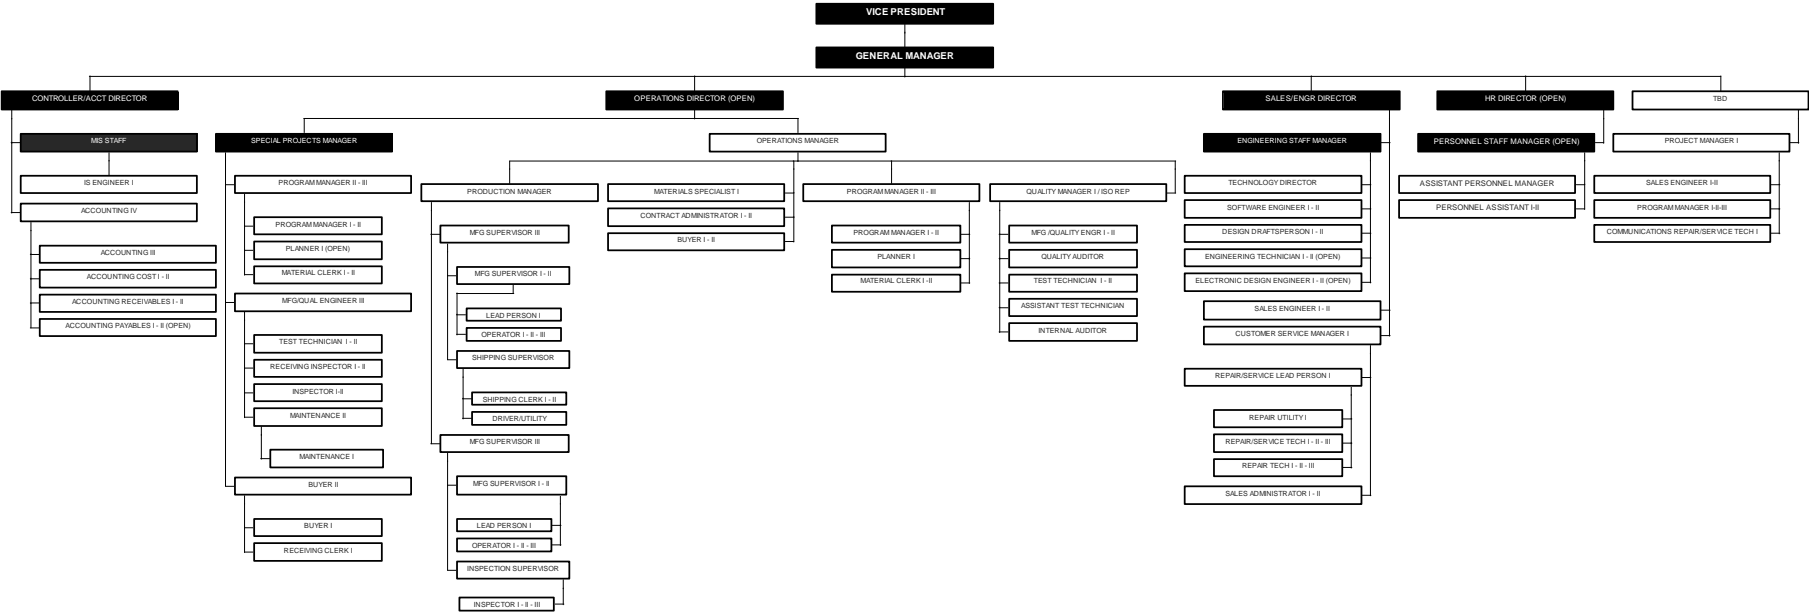 VICE PRESIDENT
GENERAL MANAGER
CONTROLLER/ACCT DIRECTOR
OPERATIONS DIRECTOR (OPEN)
SALES/ENGR DIRECTOR
HR DIRECTOR (OPEN)
TBD
MIS STAFF
SPECIAL PROJECTS MANAGER
OPERATIONS MANAGER
ENGINEERING STAFF MANAGER
PERSONNEL STAFF MANAGER (OPEN)
PROJECT MANAGER I
IS ENGINEER I
ACCOUNTING IV
ACCOUNTING III
ACCOUNTING COST I - II
ACCOUNTING RECEIVABLES I - II
ACCOUNTING PAYABLES I - II (OPEN)
PROGRAM MANAGER II - III
PROGRAM MANAGER I - II
PLANNER I (OPEN)
MATERIAL CLERK I - II
MFG/QUAL ENGINEER III
TEST TECHNICIAN I - II
RECEIVING INSPECTOR I - II
INSPECTOR I-II
MAINTENANCE II
MAINTENANCE I
BUYER II
BUYER I
RECEIVING CLERK I
PRODUCTION MANAGER
MFG SUPERVISOR III
MFG SUPERVISOR I - II
LEAD PERSON I
OPERATOR I - II - III
SHIPPING SUPERVISOR
SHIPPING CLERK I - II
DRIVER/UTILITY
MFG SUPERVISOR III
MFG SUPERVISOR I - II
LEAD PERSON I
OPERATOR I - II - III
INSPECTION SUPERVISOR
INSPECTOR I - II - III
MATERIALS SPECIALIST I
CONTRACT ADMINISTRATOR I - II
BUYER I - II
PROGRAM MANAGER II - III
PROGRAM MANAGER I - II
PLANNER I
MATERIAL CLERK I -II
QUALITY MANAGER I / ISO REP
MFG /QUALITY ENGR I - II
QUALITY AUDITOR
TEST TECHNICIAN I - II
ASSISTANT TEST TECHNICIAN
INTERNAL AUDITOR
TECHNOLOGY DIRECTOR
SOFTWARE ENGINEER I - II
DESIGN DRAFTSPERSON I - II
ENGINEERING TECHNICIAN I - II (OPEN)
ELECTRONIC DESIGN ENGINEER I - II (OPEN)
SALES ENGINEER I - II
CUSTOMER SERVICE MANAGER I
REPAIR/SERVICE LEAD PERSON I
REPAIR UTILITY I
REPAIR/SERVICE TECH I - II - III
REPAIR TECH I - II - III
SALES ADMINISTRATOR I - II
ASSISTANT PERSONNEL MANAGER
PERSONNEL ASSISTANT I-II
SALES ENGINEER I-II
PROGRAM MANAGER I-II-III
COMMUNICATIONS REPAIR/SERVICE TECH I